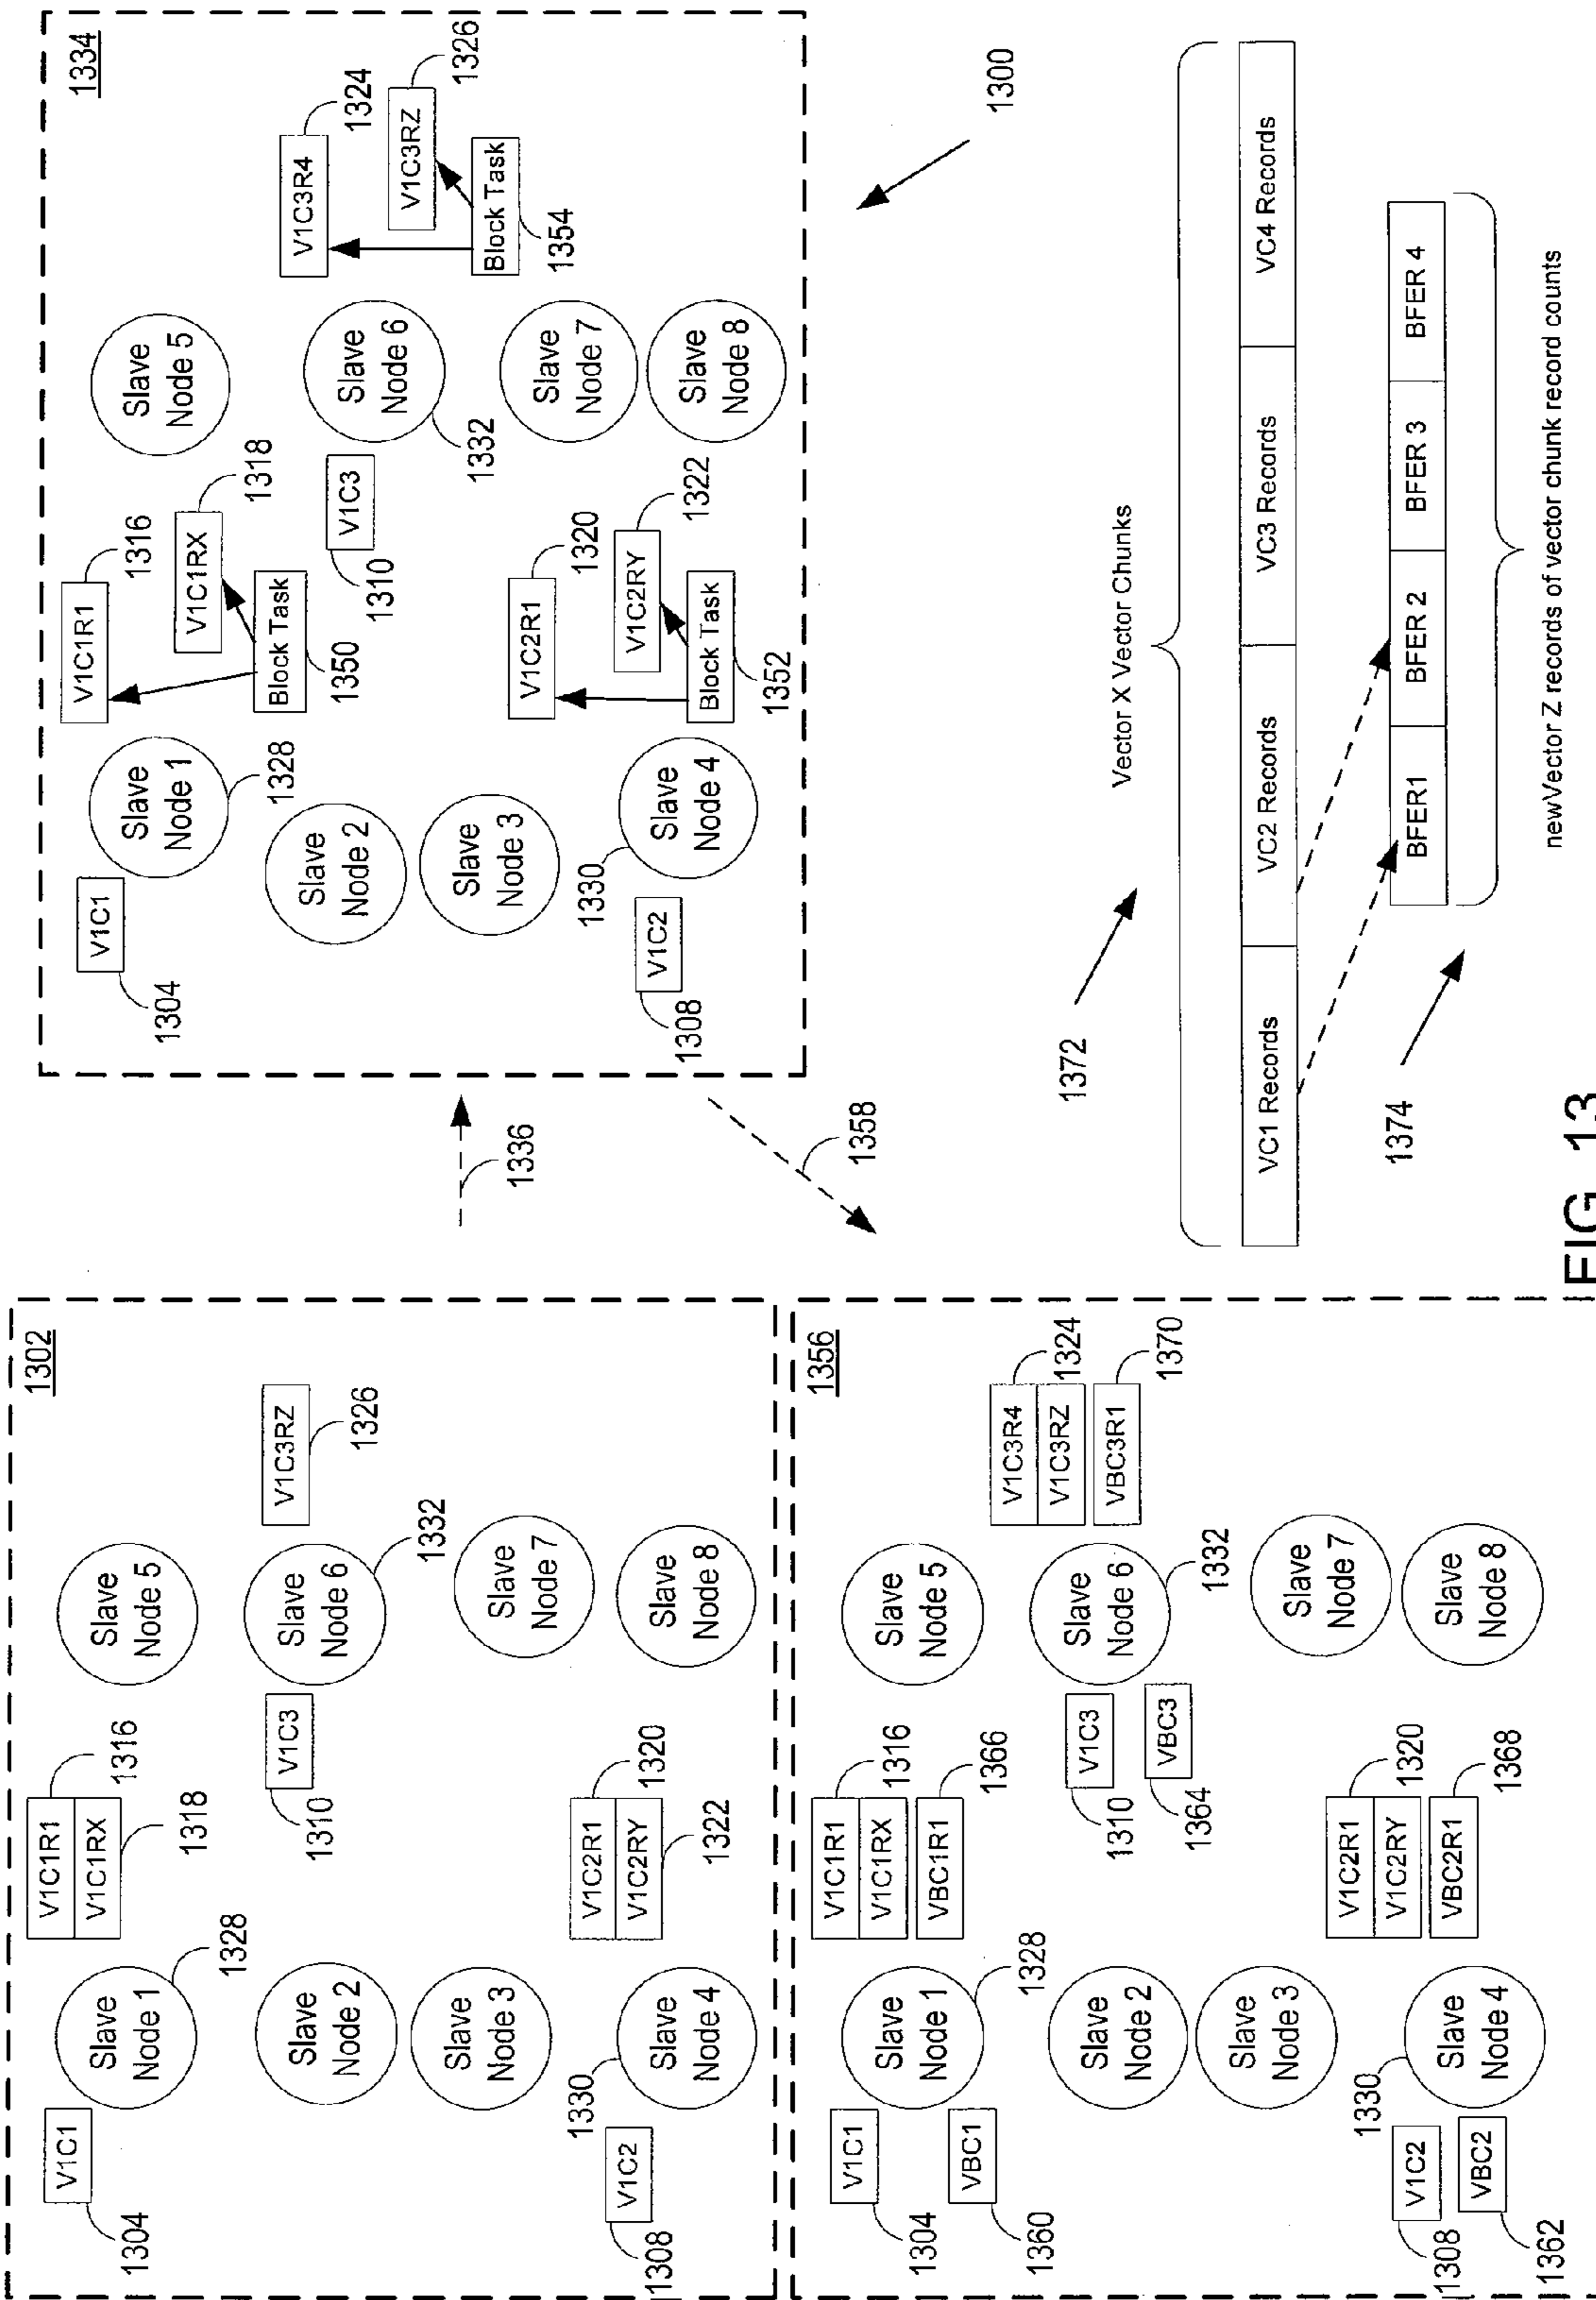 1302
V1C1
1304
Slave
Node 1
1328
V1C1R1
V1C1RX
1316
1318
Slave
Node 5
Slave
Node 2
V1C3
1310
Slave
Node 6
1332
V1C3RZ
1326
Slave
Node 3
Slave
Node 7
V1C2
1308
1330
Slave
Node 4
V1C2R1
V1C2RY
1320
1322
Slave
Node 8
1336
1358
1334
V1C1
1304
Slave
Node 1
1328
V1C1R1
1316
V1C1RX
1318
Block Task
1350
Slave
Node 5
Slave
Node 2
V1C3
1310
Slave
Node 6
1332
V1C3R4
1324
V1C3RZ
1326
Block Task
1354
Slave
Node 3
Slave
Node 7
V1C2
1308
1330
Slave
Node 4
V1C2R1
1320
V1C2RY
1322
Block Task
1352
Slave
Node 8
1300
1356
V1C1
1304
VBC1
1360
Slave
Node 1
1328
V1C1R1
V1C1RX
1316
VBC1R1
1366
Slave
Node 5
Slave
Node 2
V1C3
1310
VBC3
1364
Slave
Node 6
1332
V1C3R4
V1C3RZ
1324
VBC3R1
1370
Slave
Node 3
Slave
Node 7
V1C2
1308
VBC2
1362
1330
Slave
Node 4
V1C2R1
V1C2RY
1320
VBC2R1
1368
Slave
Node 8
1372
Vector X Vector Chunks
VC1 Records
VC2 Records
VC3 Records
VC4 Records
1374
BFER1
BFER 2
BFER 3
BFER 4
newVector Z records of vector chunk record counts
FIG. 13